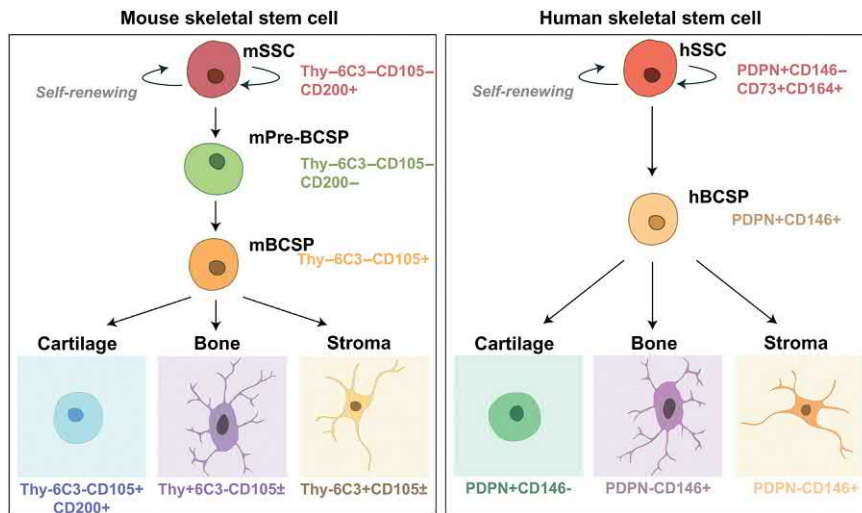 Mouse skeletal stem cell
mSSC
Thy–6C3–CD105–
CD200+
Self-renewing
mPre-BCSP
Thy–6C3–CD105–
CD200–
mBCSP
Thy–6C3–CD105+
Cartilage
Bone
Stroma
Thy-6C3-CD105+
CD200+
Thy+6C3-CD105±
Thy-6C3+CD105±
Human skeletal stem cell
hSSC
PDPN+CD146–
CD73+CD164+
Self-renewing
hBCSP
PDPN+CD146+
Cartilage
Bone
Stroma
PDPN+CD146-
PDPN-CD146+
PDPN-CD146+